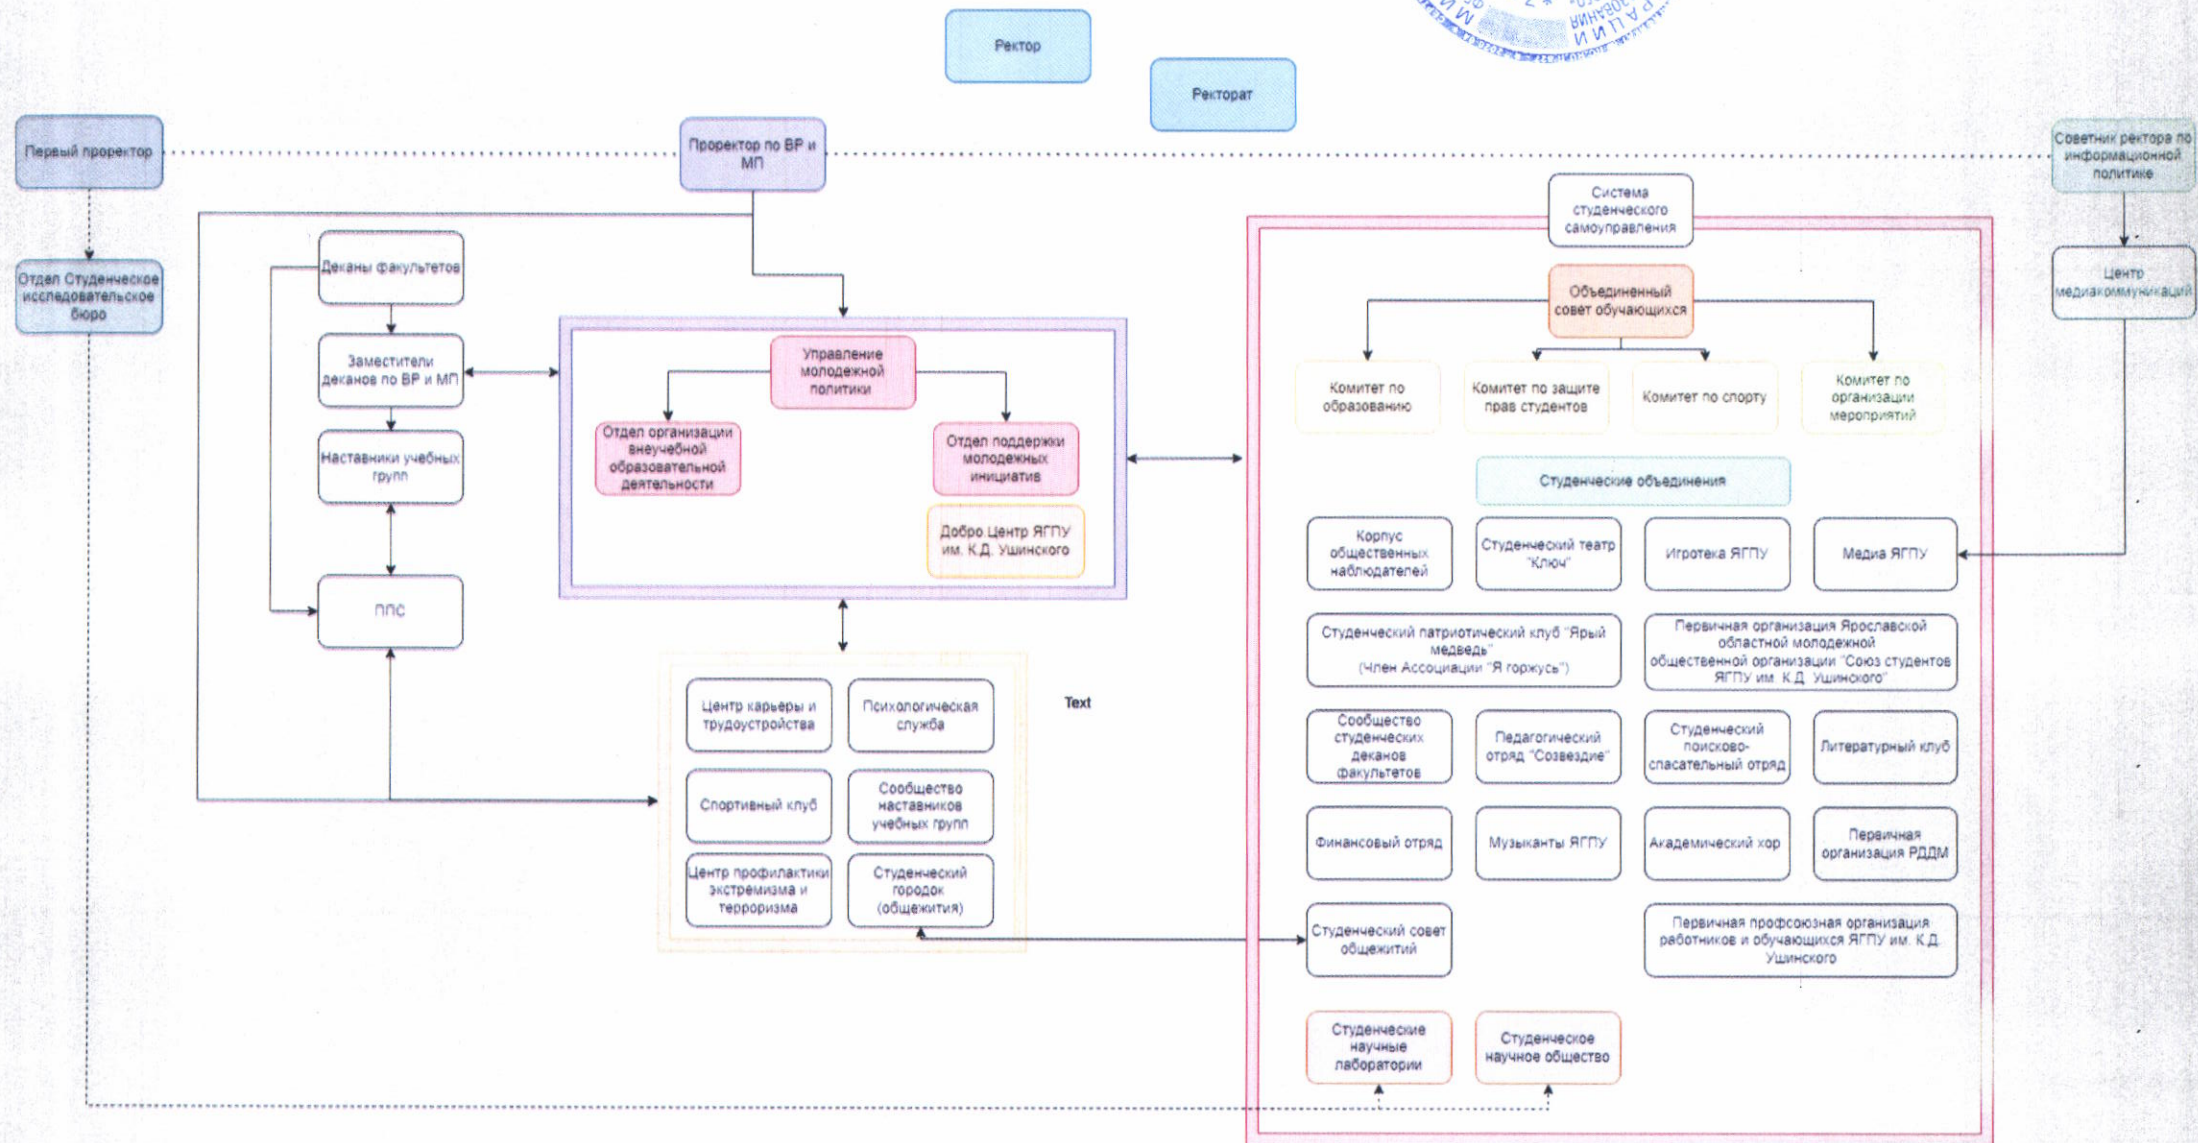 Ректор
Ректорат
Первый проректор
Проректор по ВР и
МП
Советник ректора по
информационной
политике
Отдел Студенческое
исследовательское
бюро
Деканы факультетов
Заместители
деканов по ВР и МП
Наставники учебных
групп
ППС
Управление
молодежной
политики
Отдел организации
внеучебной
образовательной
деятельности
Отдел поддержки
молодежных
инициатив
Добро.Центр ЯГПУ
им. К.Д. Ушинского
Центр карьеры и
трудоустройства
Психологическая
служба
Спортивный клуб
Сообщество
наставников
учебных групп
Центр профилактики
экстремизма и
терроризма
Студенческий
городок
(общежития)
Text
Система
студенческого
самоуправления
Объединенный
совет обучающихся
Комитет по
образованию
Комитет по защите
прав студентов
Комитет по спорту
Комитет по
организации
мероприятий
Студенческие объединения
Корпус
общественных
наблюдателей
Студенческий театр
"Ключ"
Игротека ЯГПУ
Медиа ЯГПУ
Студенческий патриотический клуб "Ярый
медведь"
(Член Ассоциации "Я горжусь")
Первичная организация Ярославской
областной молодежной
общественной организации "Союз студентов
ЯГПУ им. К.Д. Ушинского"
Сообщество
студенческих
деканов
факультетов
Педагогический
отряд "Созвездие"
Студенческий
поисково-
спасательный отряд
Литературный клуб
Финансовый отряд
Музыканты ЯГПУ
Академический хор
Первичная
организация РДДМ
Студенческий совет
общежитий
Первичная профсоюзная организация
работников и обучающихся ЯГПУ им. К.Д.
Ушинского
Студенческие
научные
лаборатории
Студенческое
научное общество
Центр
медиакоммуникаций